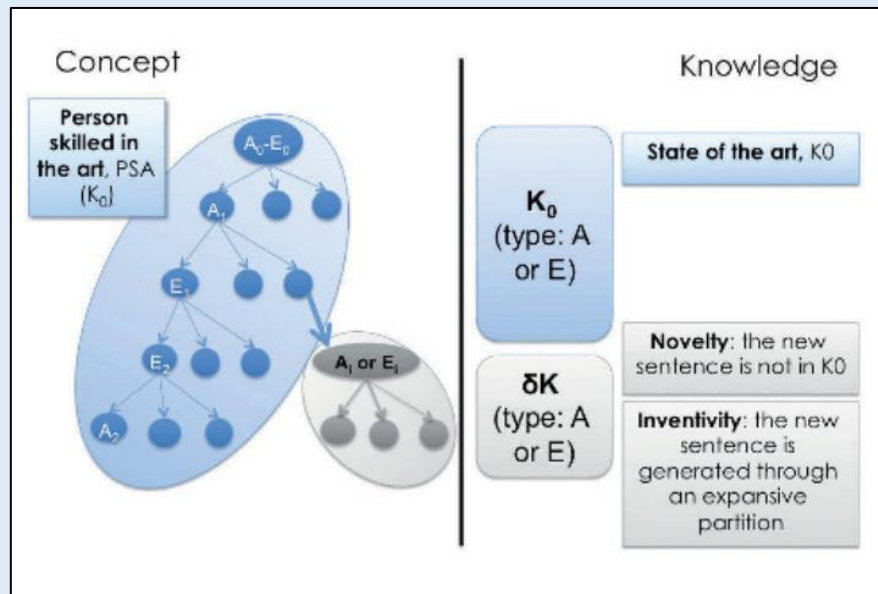 Concept
Knowledge
Person
skilled in
the art, PSA
(K₀)
A₀-E₀
A₁
E₁
E₂
A₂
Aᵢ or Eᵢ
K₀
(type: A
or E)
δK
(type: A
or E)
State of the art, K0
Novelty: the new
sentence is not in K0
Inventivity: the new
sentence is
generated through
an expansive
partition